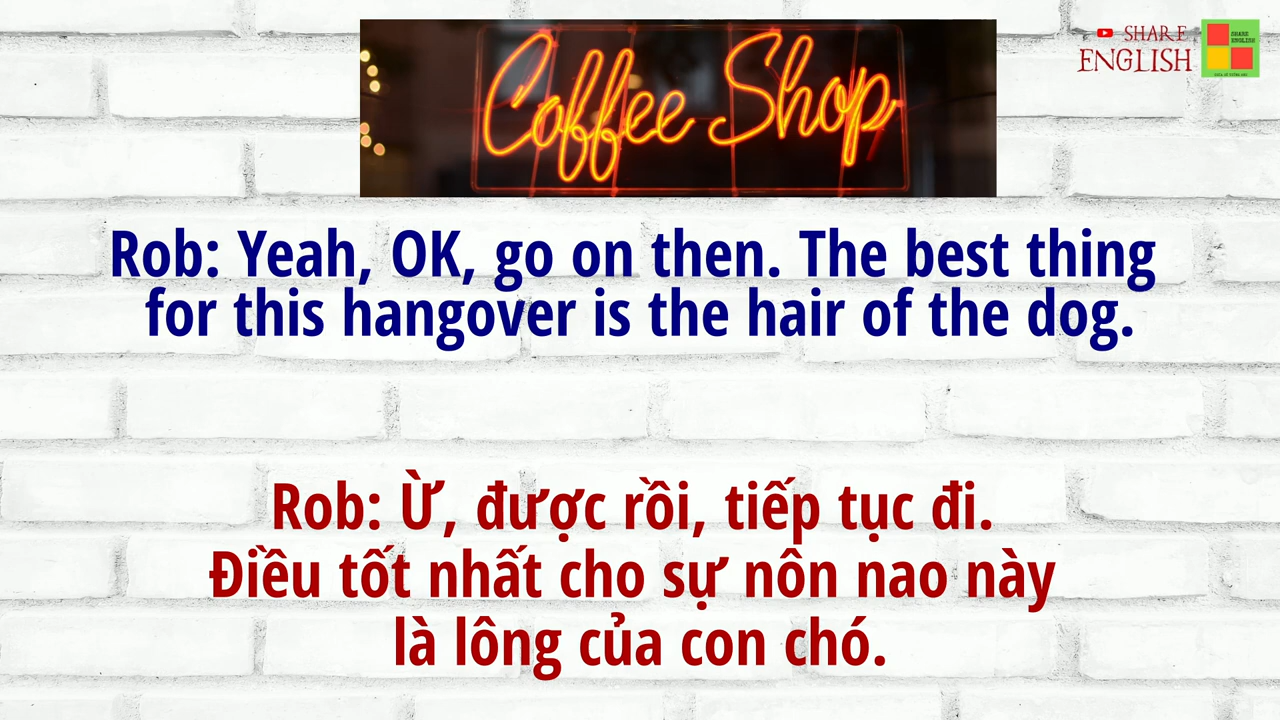 Coffee Shop
SHARE
ENGLISH
Rob: Yeah, OK, go on then. The best thing
for this hangover is the hair of the dog.
Rob: Ừ, được rồi, tiếp tục đi.
Điều tốt nhất cho sự nôn nao này
là lông của con chó.